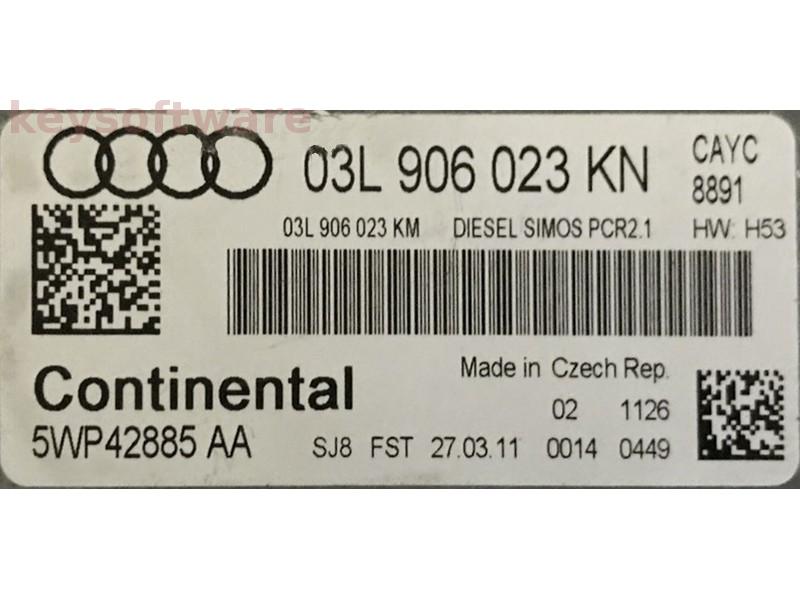 keysoftware
03L 906 023 KN
CAYC
8891
03L 906 023 KM DIESEL SIMOS PCR2.1 HW: H53
Continental
Made in Czech Rep.
02 1126
5WP42885 AA SJ8 FST 27.03.11 0014 0449